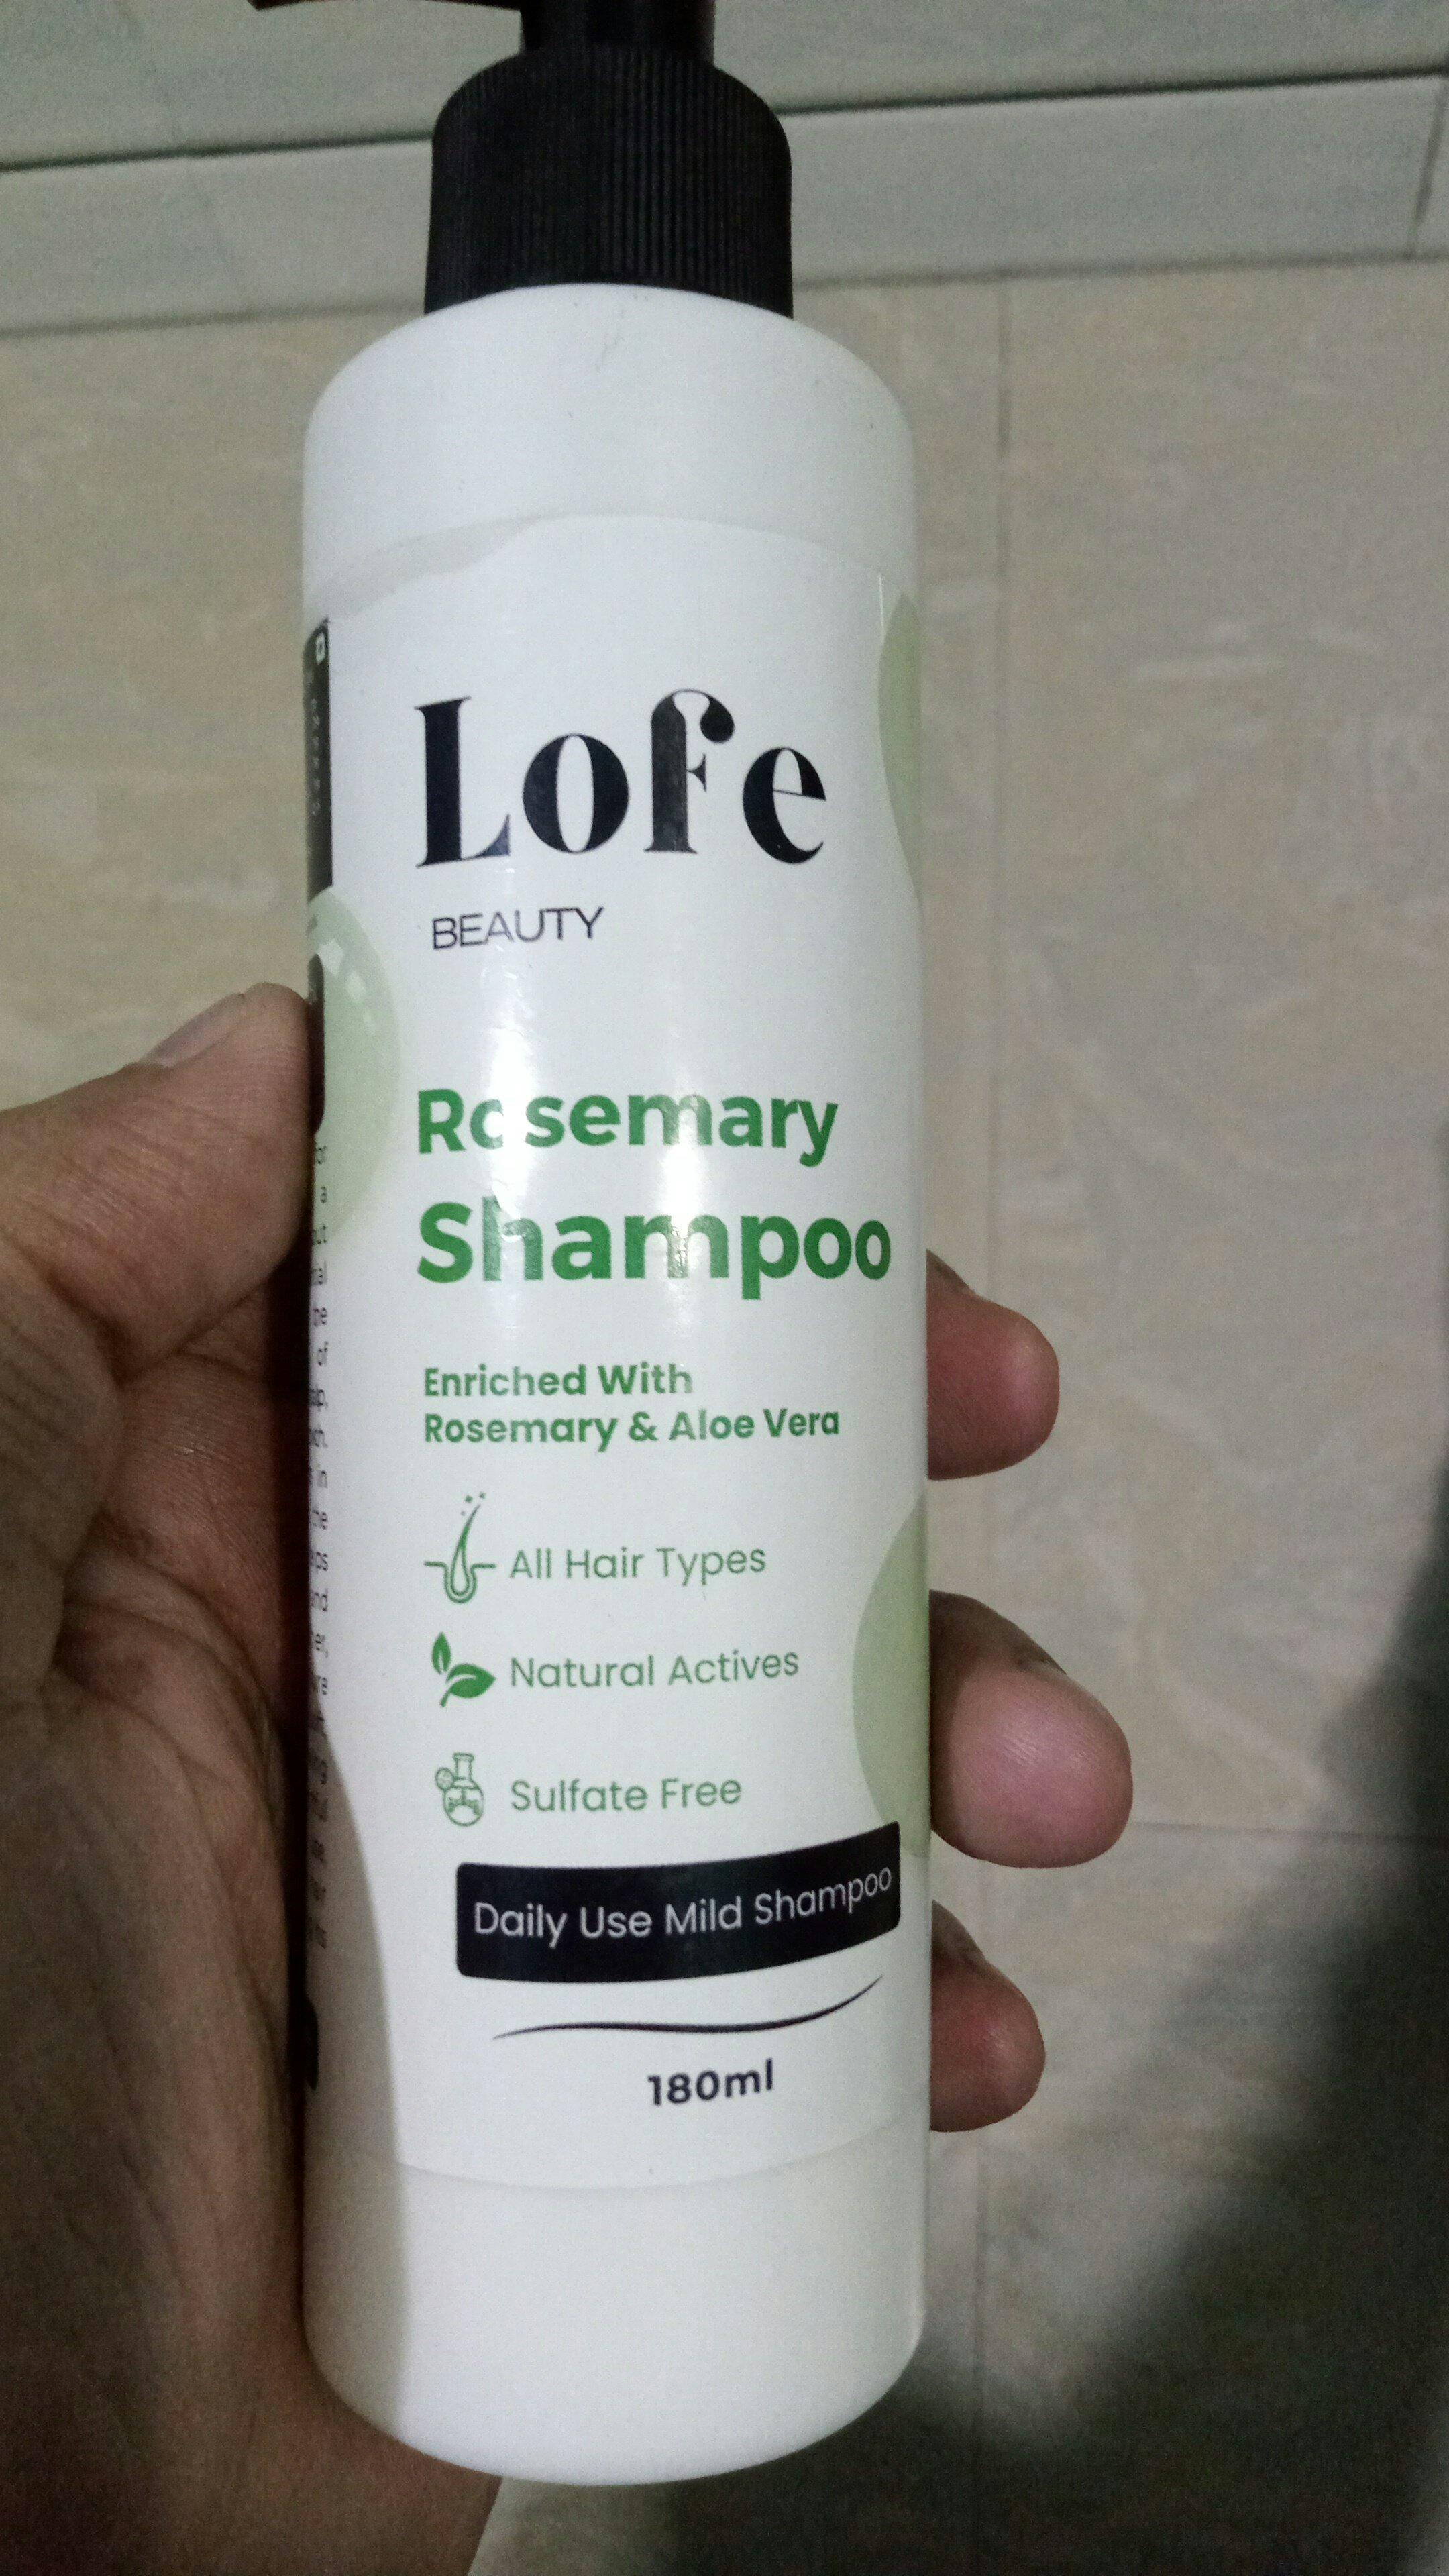 Lofe
BEAUTY
Rosemary
Shampoo
Enriched With
Rosemary & Aloe Vera
All Hair Types
Natural Actives
Sulfate Free
Daily Use Mild Shampoo
180ml